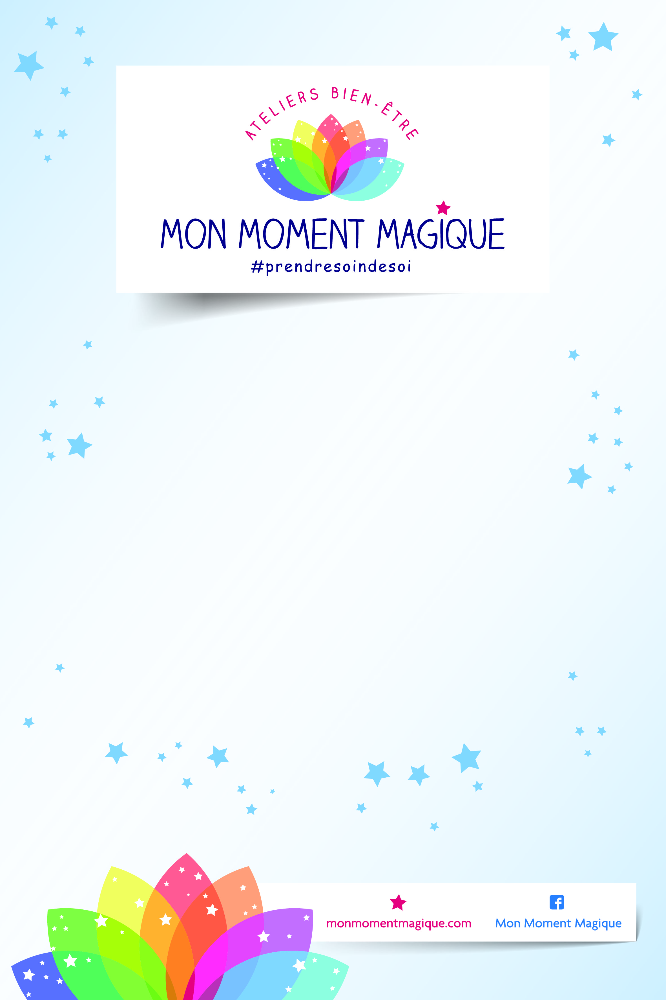 ATELIERS BIEN-ÊTRE
MON MOMENT MAGIQUE
#prendresoindesoi
monmomentmagique.com
Mon Moment Magique